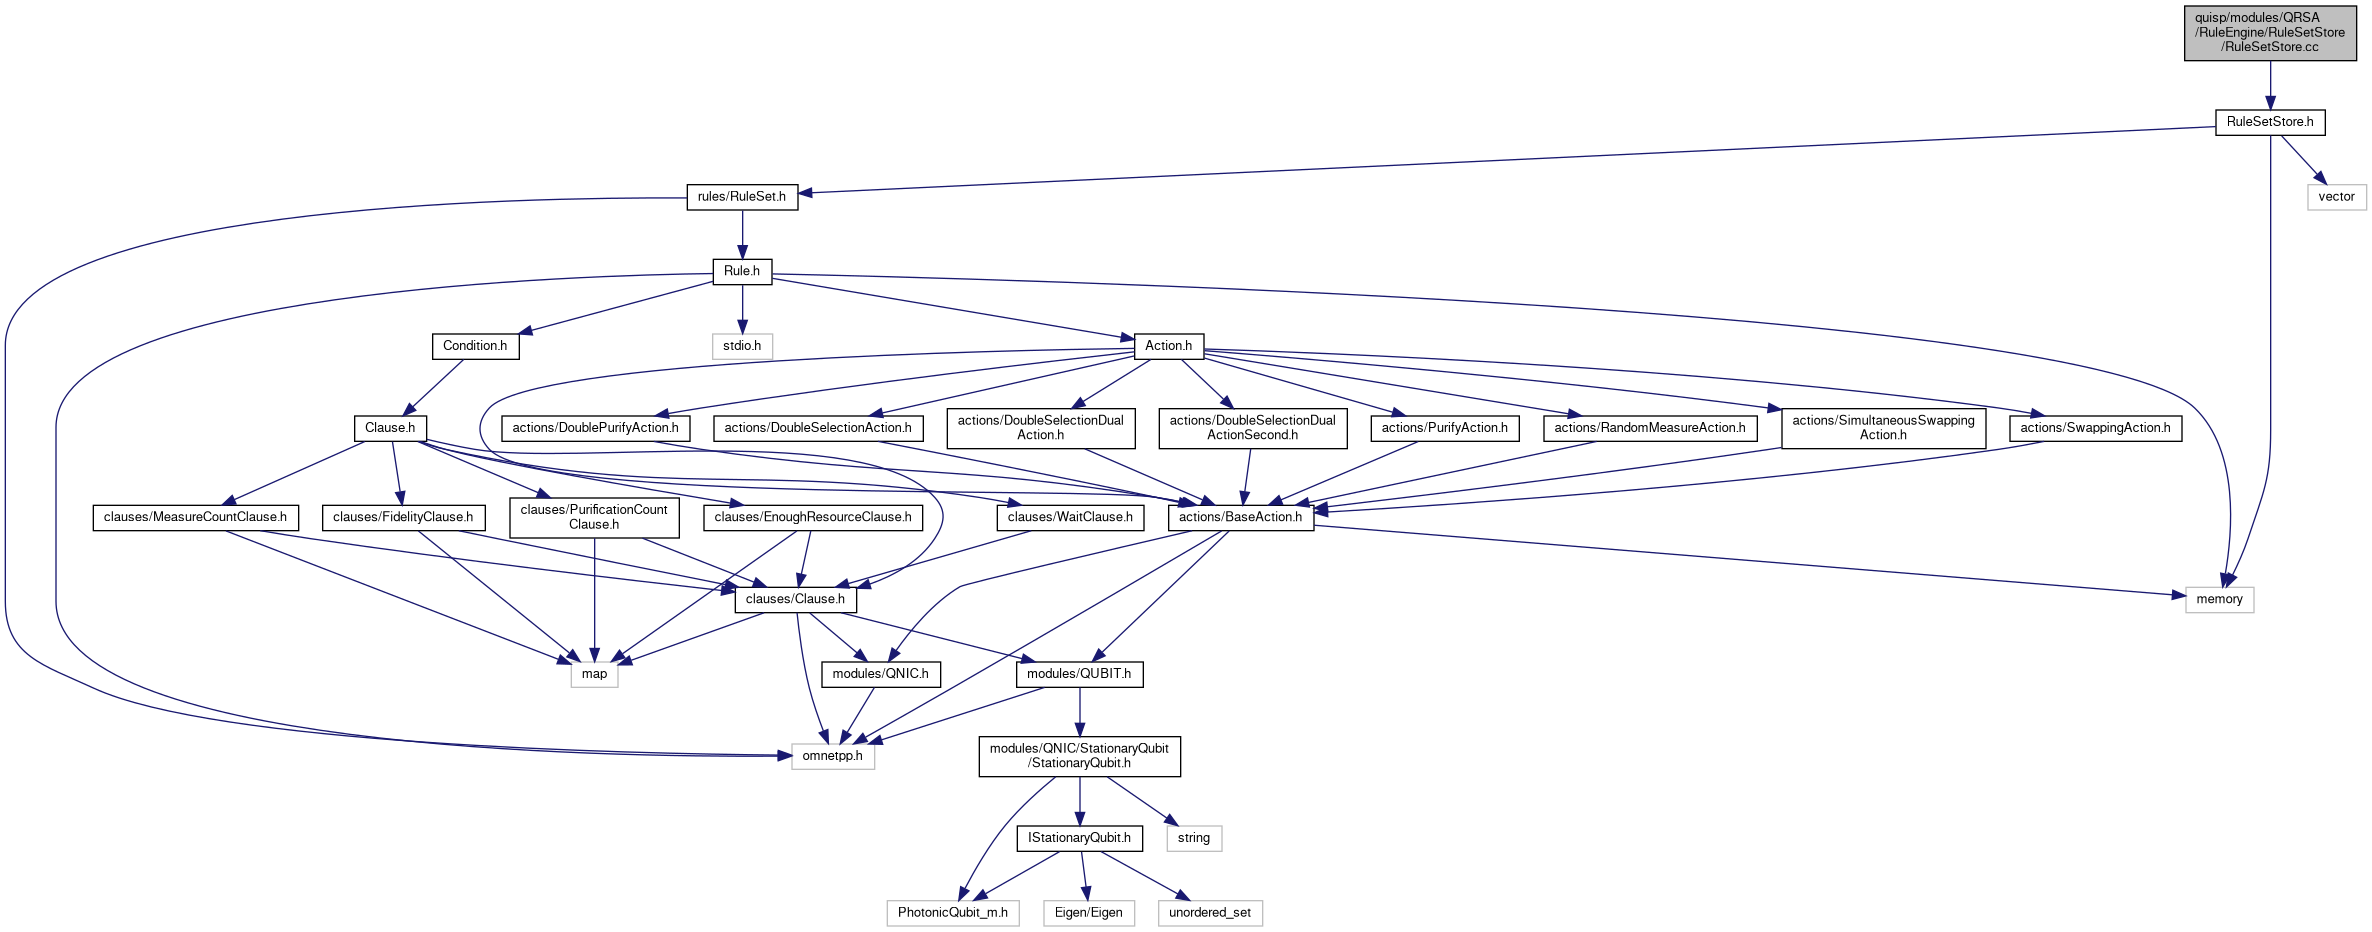 quisp/modules/QRSA
/RuleEngine/RuleSetStore
/RuleSetStore.cc
RuleSetStore.h
rules/RuleSet.h
vector
Rule.h
Condition.h
stdio.h
Action.h
Clause.h
actions/DoublePurifyAction.h
actions/DoubleSelectionAction.h
actions/DoubleSelectionDual
Action.h
actions/DoubleSelectionDual
ActionSecond.h
actions/PurifyAction.h
actions/RandomMeasureAction.h
actions/SimultaneousSwapping
Action.h
actions/SwappingAction.h
clauses/MeasureCountClause.h
clauses/FidelityClause.h
clauses/PurificationCount
Clause.h
clauses/EnoughResourceClause.h
clauses/WaitClause.h
actions/BaseAction.h
clauses/Clause.h
memory
map
modules/QNIC.h
modules/QUBIT.h
omnetpp.h
modules/QNIC/StationaryQubit
/StationaryQubit.h
IStationaryQubit.h
string
PhotonicQubit_m.h
Eigen/Eigen
unordered_set